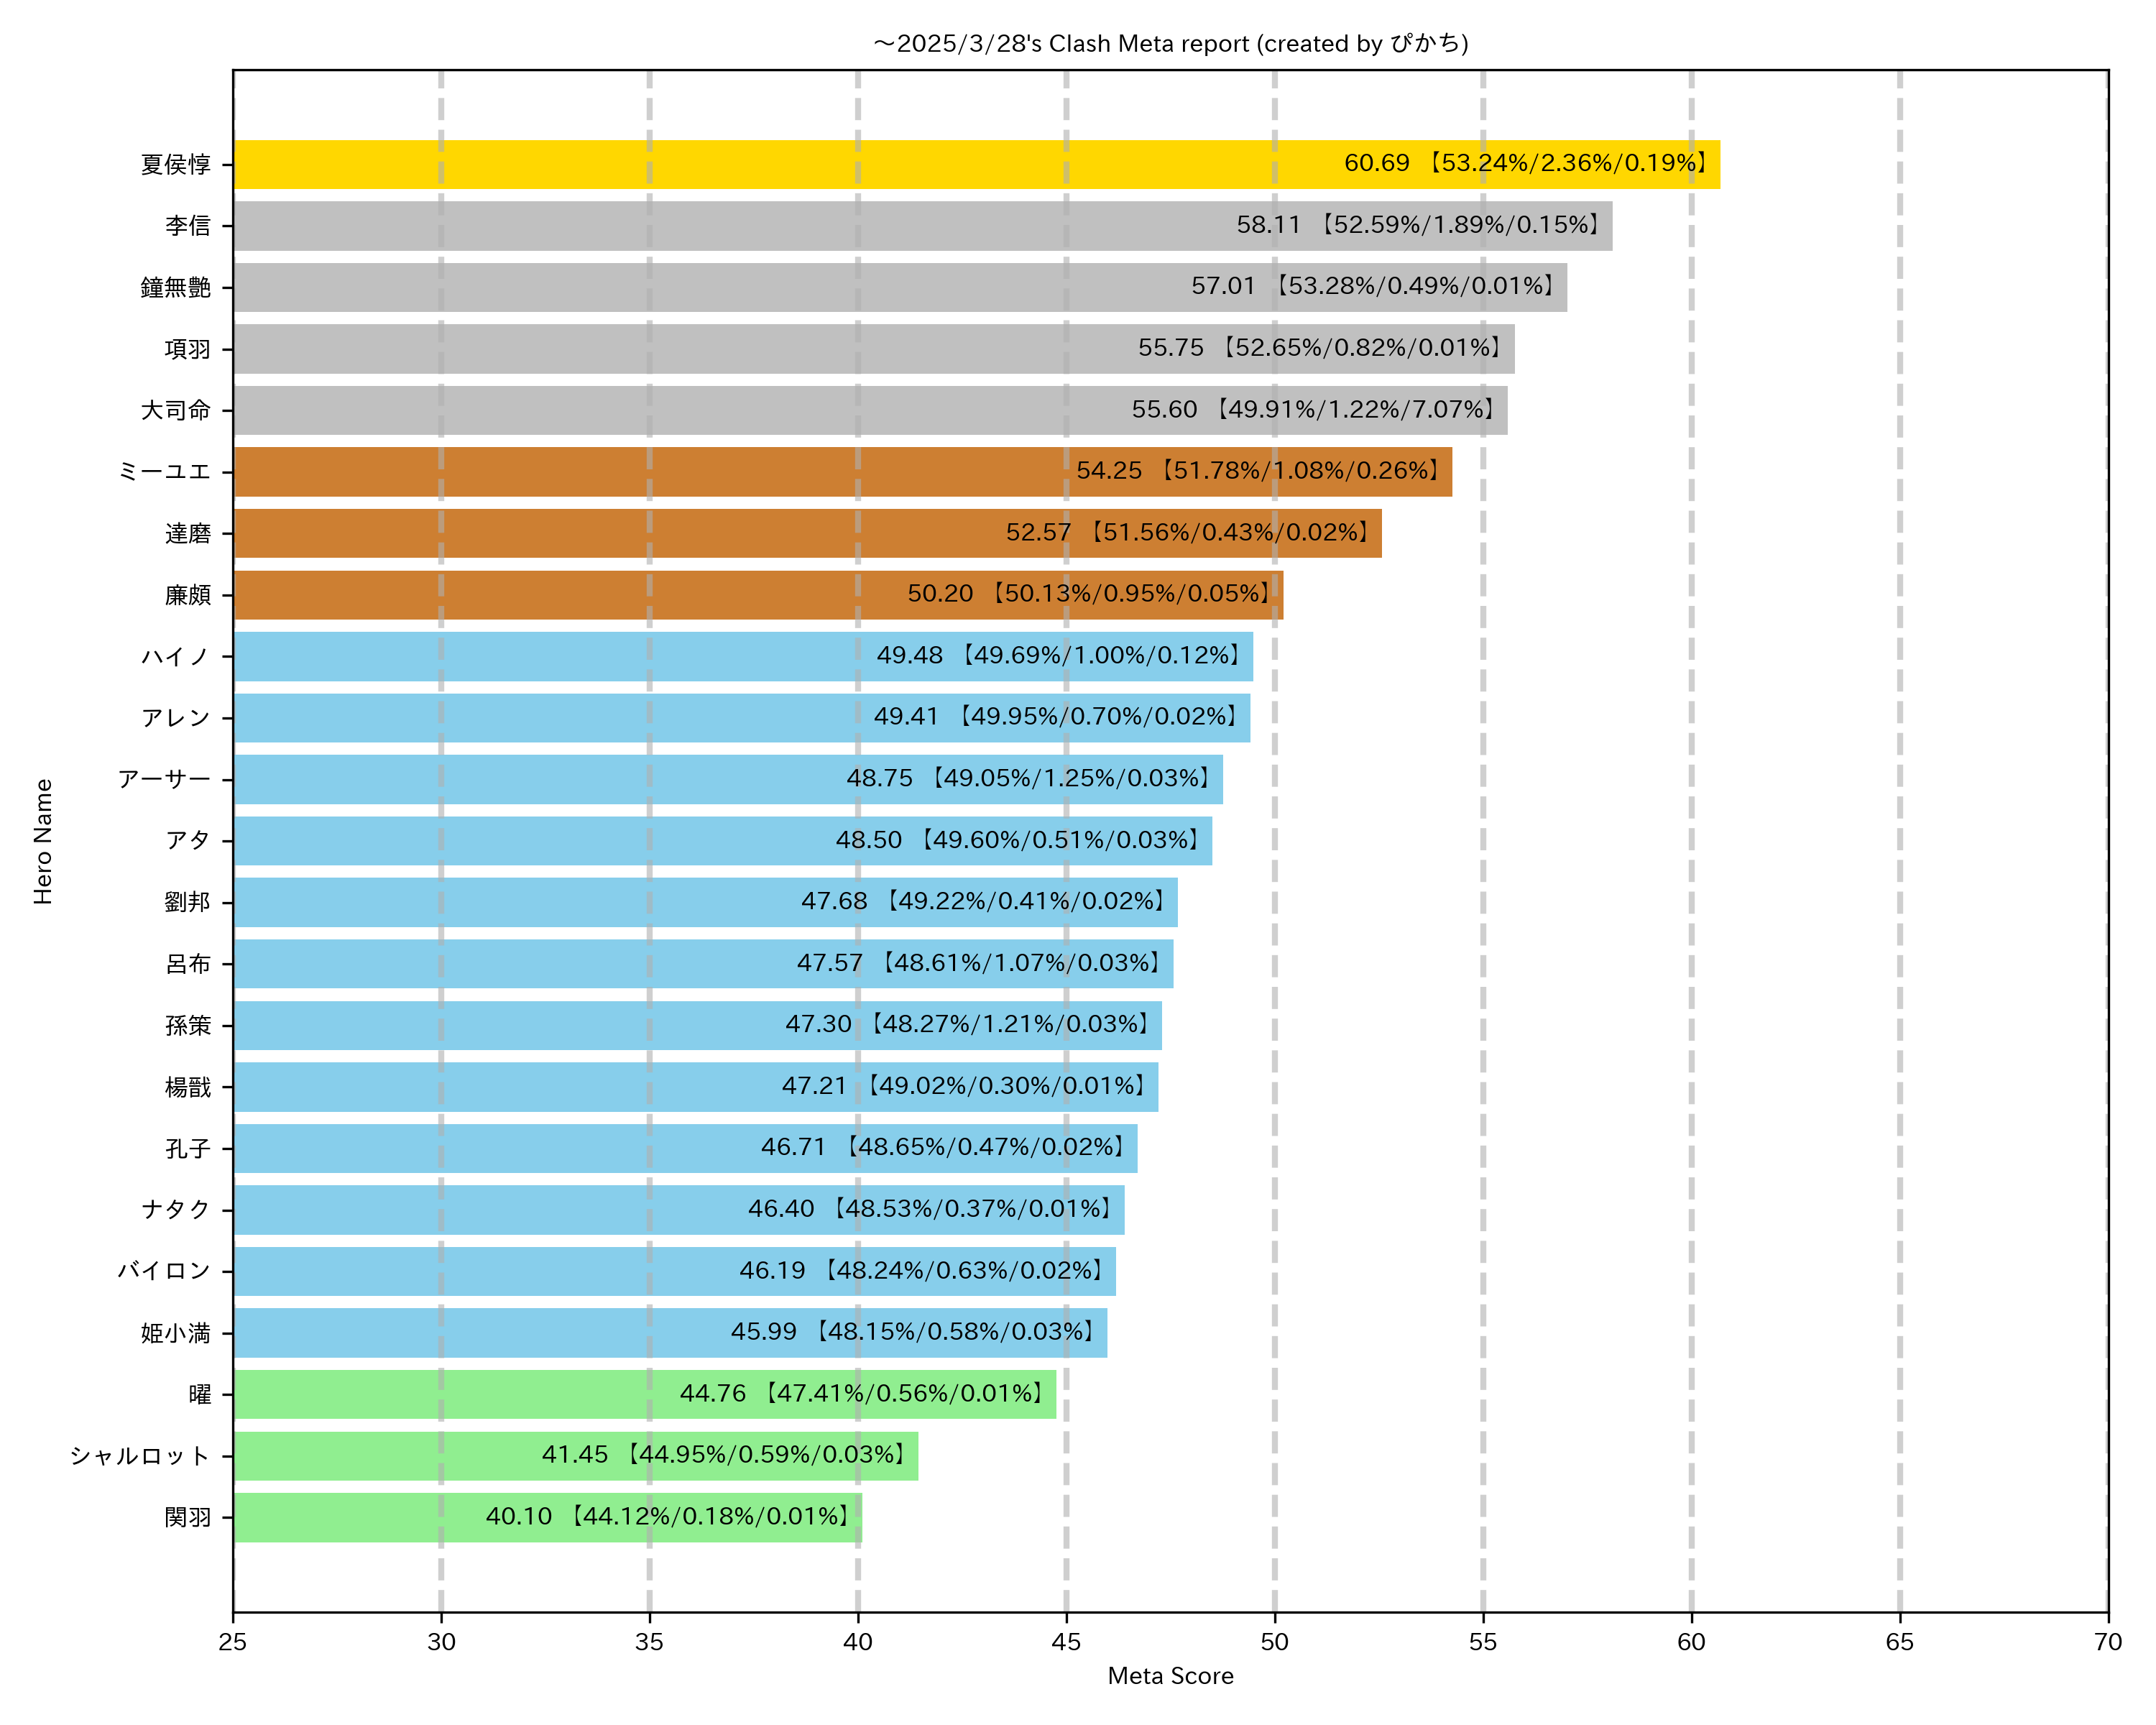 ～2025/3/28's Clash Meta report (created by ぴかち)
夏侯惇 60.69 【53.24%/2.36%/0.19%】
李信 58.11 【52.59%/1.89%/0.15%】
鐘無艶 57.01 【53.28%/0.49%/0.01%】
項羽 55.75 【52.65%/0.82%/0.01%】
大司命 55.60 【49.91%/1.22%/7.07%】
ミーユエ 54.25 【51.78%/1.08%/0.26%】
達磨 52.57 【51.56%/0.43%/0.02%】
廉頗 50.20 【50.13%/0.95%/0.05%】
ハイノ 49.48 【49.69%/1.00%/0.12%】
アレン 49.41 【49.95%/0.70%/0.02%】
アーサー 48.75 【49.05%/1.25%/0.03%】
アタ 48.50 【49.60%/0.51%/0.03%】
劉邦 47.68 【49.22%/0.41%/0.02%】
呂布 47.57 【48.61%/1.07%/0.03%】
孫策 47.30 【48.27%/1.21%/0.03%】
楊戩 47.21 【49.02%/0.30%/0.01%】
孔子 46.71 【48.65%/0.47%/0.02%】
ナタク 46.40 【48.53%/0.37%/0.01%】
バイロン 46.19 【48.24%/0.63%/0.02%】
姫小満 45.99 【48.15%/0.58%/0.03%】
曜 44.76 【47.41%/0.56%/0.01%】
シャルロット 41.45 【44.95%/0.59%/0.03%】
関羽 40.10 【44.12%/0.18%/0.01%】
Hero Name
25 30 35 40 45 50 55 60 65 70
Meta Score